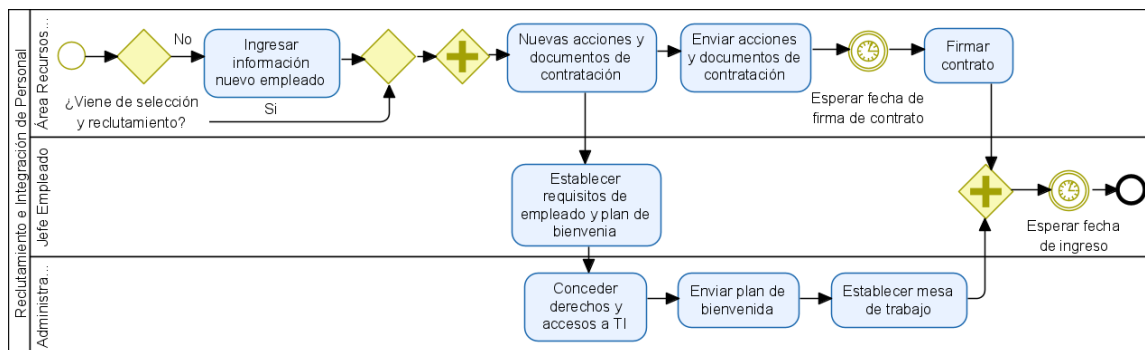 Reclutamiento e Integración de Personal
Área Recursos...
No
Ingresar
información
nuevo empleado
¿Viene de selección
y reclutamiento?
Si
Nuevas acciones y
documentos de
contratación
Enviar acciones
y documentos de
contratación
Esperar fecha de
firma de contrato
Firmar
contrato
Jefe Empleado
Establecer
requisitos de
empleado y plan de
bienvenia
Esperar fecha
de ingreso
Administra...
Conceder
derechos y
accesos a TI
Enviar plan de
bienvenida
Establecer mesa
de trabajo